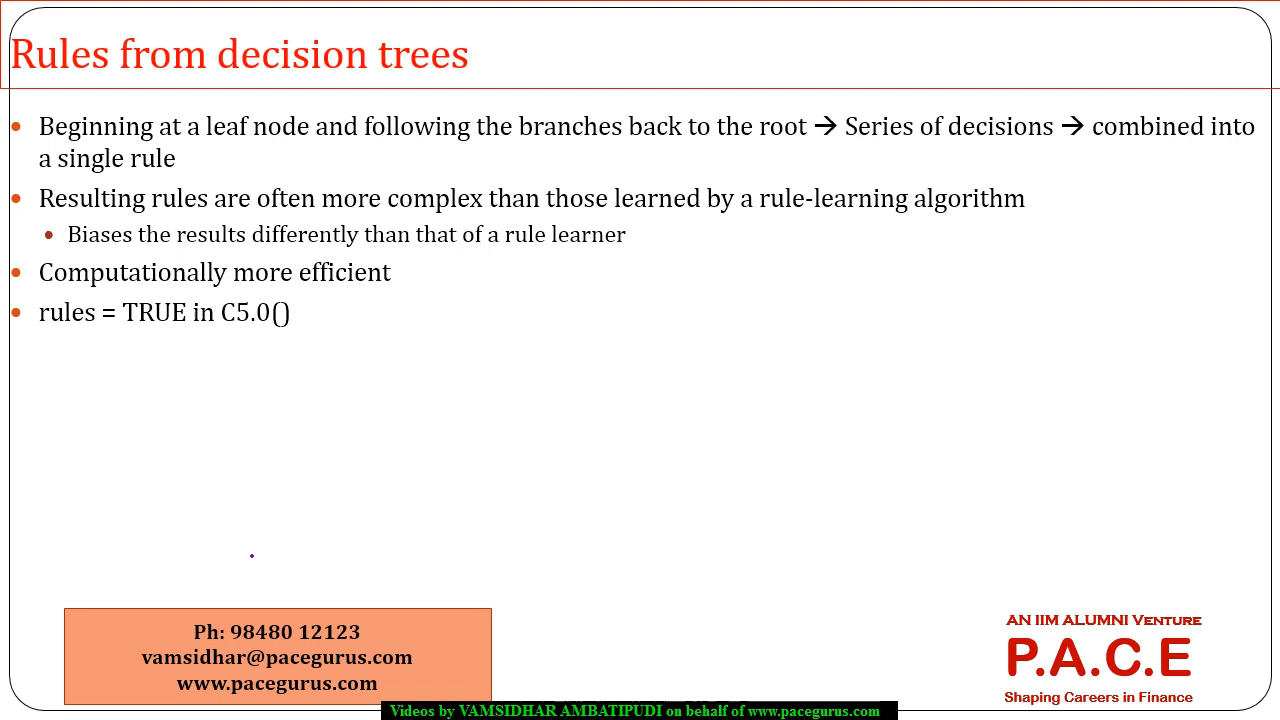 Rules from decision trees
Beginning at a leaf node and following the branches back to the root → Series of decisions → combined into
a single rule
Resulting rules are often more complex than those learned by a rule-learning algorithm
Biases the results differently than that of a rule learner
Computationally more efficient
rules = TRUE in C5.0()
Ph: 98480 12123
vamsidhar@pacegurus.com
www.pacegurus.com
AN IIM ALUMNI VENTURE
P.A.C.E
Shaping Careers in Finance
Videos by VAMSIDHAR AMBATIPUDI on behalf of www.pacegurus.com